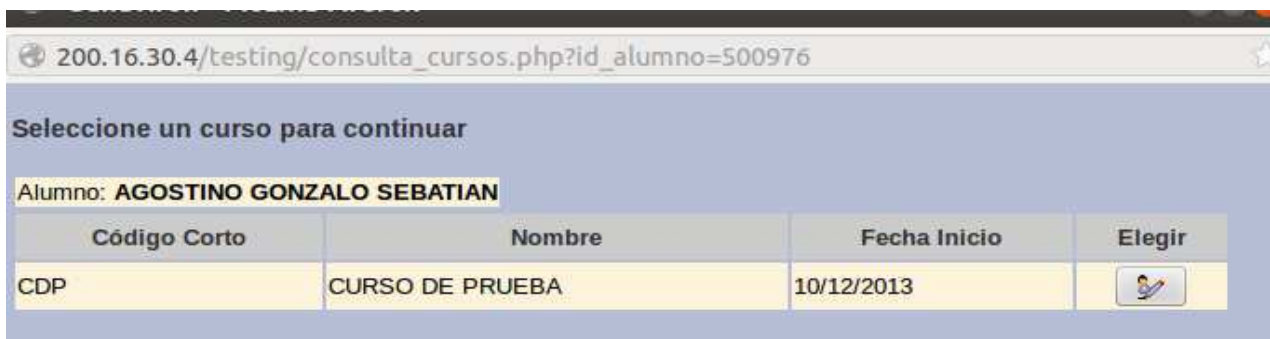 200.16.30.4/testing/consulta_cursos.php?id_alumno=500976
Seleccione un curso para continuar
Alumno: AGOSTINO GONZALO SEBATIAN
Código Corto Nombre Fecha Inicio Elegir
CDP CURSO DE PRUEBA 10/12/2013